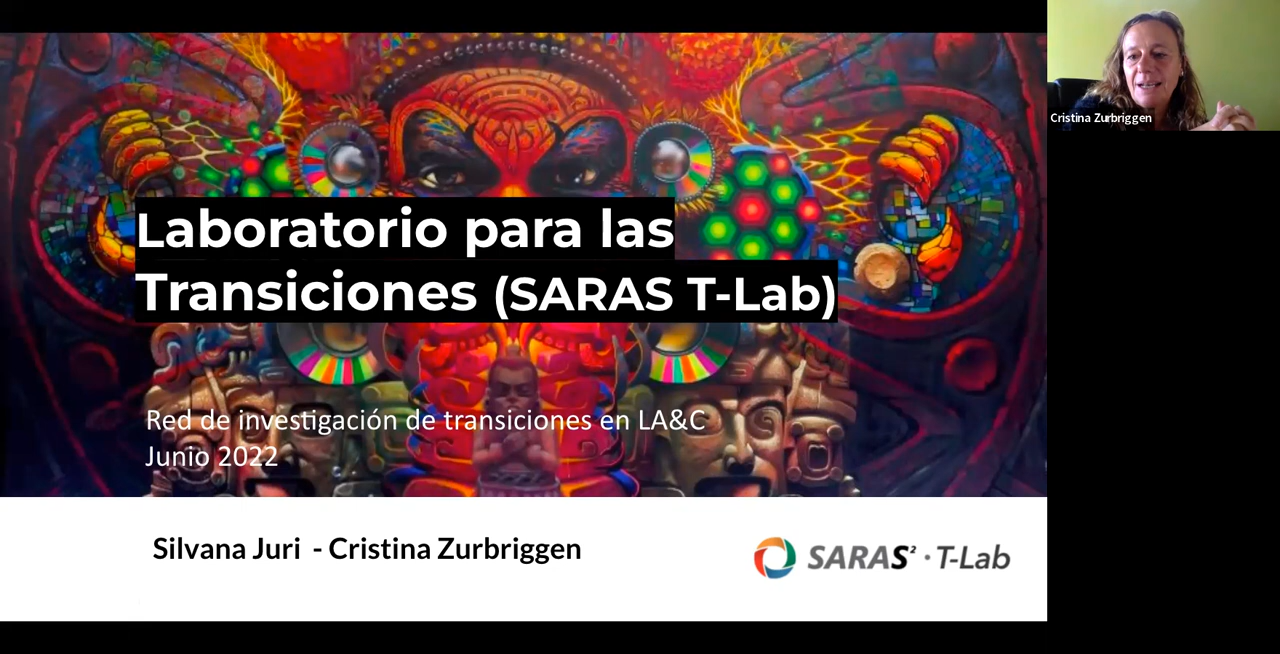 Laboratorio para las
Transiciones (SARAS T-Lab)
Red de investigación de transiciones en LA&C
Junio 2022
Silvana Juri - Cristina Zurbriggen
SARAS² · T-Lab
Cristina Zurbriggen